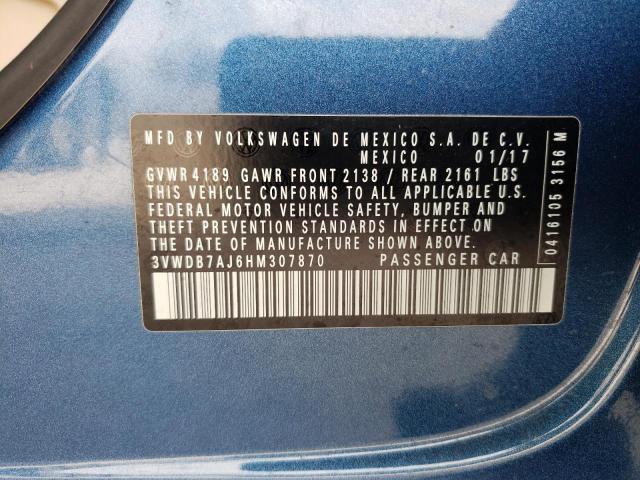 MFD BY VOLKSWAGEN DE MEXICO S.A. DE C.V.
MEXICO 01/17
GVWR 4189 GAWR FRONT 2138 / REAR 2161 LBS
THIS VEHICLE CONFORMS TO ALL APPLICABLE U.S.
FEDERAL MOTOR VEHICLE SAFETY, BUMPER AND
THEFT PREVENTION STANDARDS IN EFFECT ON
THE DATE OF MANUFACTURE SHOWN ABOVE.
3VWDB7AJ6HM307870 PASSENGER CAR
0416105 3156 M